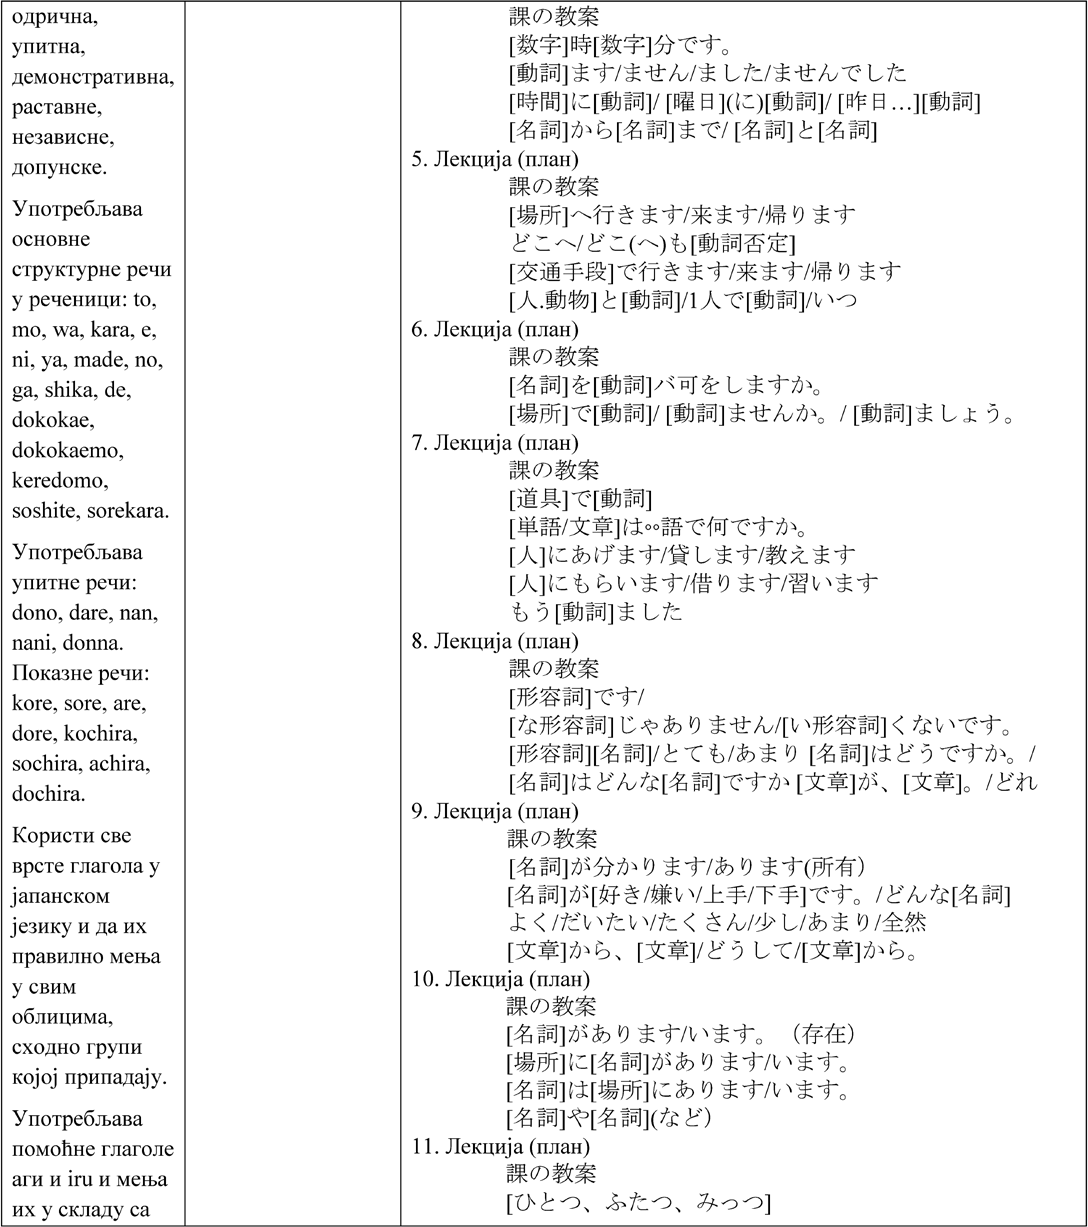 одрична,
упитна,
демонстративна,
раставне,
независне,
допунске.
Употребљава
основне
структурне речи
у реченици: to,
mo, wa, kara, e,
ni, ya, made, no,
ga, shika, de,
dokokae,
dokokaemo,
keredomo,
soshite, sorekara.
Употребљава
упитне речи:
dono, dare, nan,
nani, donna.
Показне речи:
kore, sore, are,
dore, kochira,
sochira, achira,
dochira.
Користи све
врсте глагола у
јапанском
језику и да их
правилно мења
у свим
облицима,
сходно групи
којој припадају.
Употребљава
помоћне глаголе
аги и iru и мења
их у складу са
課の教案
[数字]時[数字]分です。
[動詞]ます/ません/ました/ませんでした
[時間]に[動詞]/ [曜日](に)[動詞]/ [昨日…][動詞]
[名詞]から[名詞]まで/ [名詞]と[名詞]
5. Лекција (план)
課の教案
[場所]へ行きます/来ます/帰ります
どこへ/どこ(へ)も[動詞否定]
[交通手段]で行きます/来ます/帰ります
[人.動物]と[動詞]/1人で[動詞]/いつ
6. Лекција (план)
課の教案
[名詞]を[動詞]バ可をしますか。
[場所]で[動詞]/ [動詞]ませんか。/ [動詞]ましょう。
7. Лекција (план)
課の教案
[道具]で[動詞]
[単語/文章]は∘∘語で何ですか。
[人]にあげます/貸します/教えます
[人]にもらいます/借ります/習います
もう[動詞]ました
8. Лекција (план)
課の教案
[形容詞]です/
[な形容詞]じゃありません/[い形容詞]くないです。
[形容詞][名詞]/とても/あまり [名詞]はどうですか。/
[名詞]はどんな[名詞]ですか [文章]が、[文章]。/どれ
9. Лекција (план)
課の教案
[名詞]が分かります/あります(所有）
[名詞]が[好き/嫌い/上手/下手]です。/どんな[名詞]
よく/だいたい/たくさん/少し/あまり/全然
[文章]から、[文章]/どうして/[文章]から。
10. Лекција (план)
課の教案
[名詞]があります/います。（存在）
[場所]に[名詞]があります/います。
[名詞]は[場所]にあります/います。
[名詞]や[名詞](など）
11. Лекција (план)
課の教案
[ひとつ、ふたつ、みっつ]